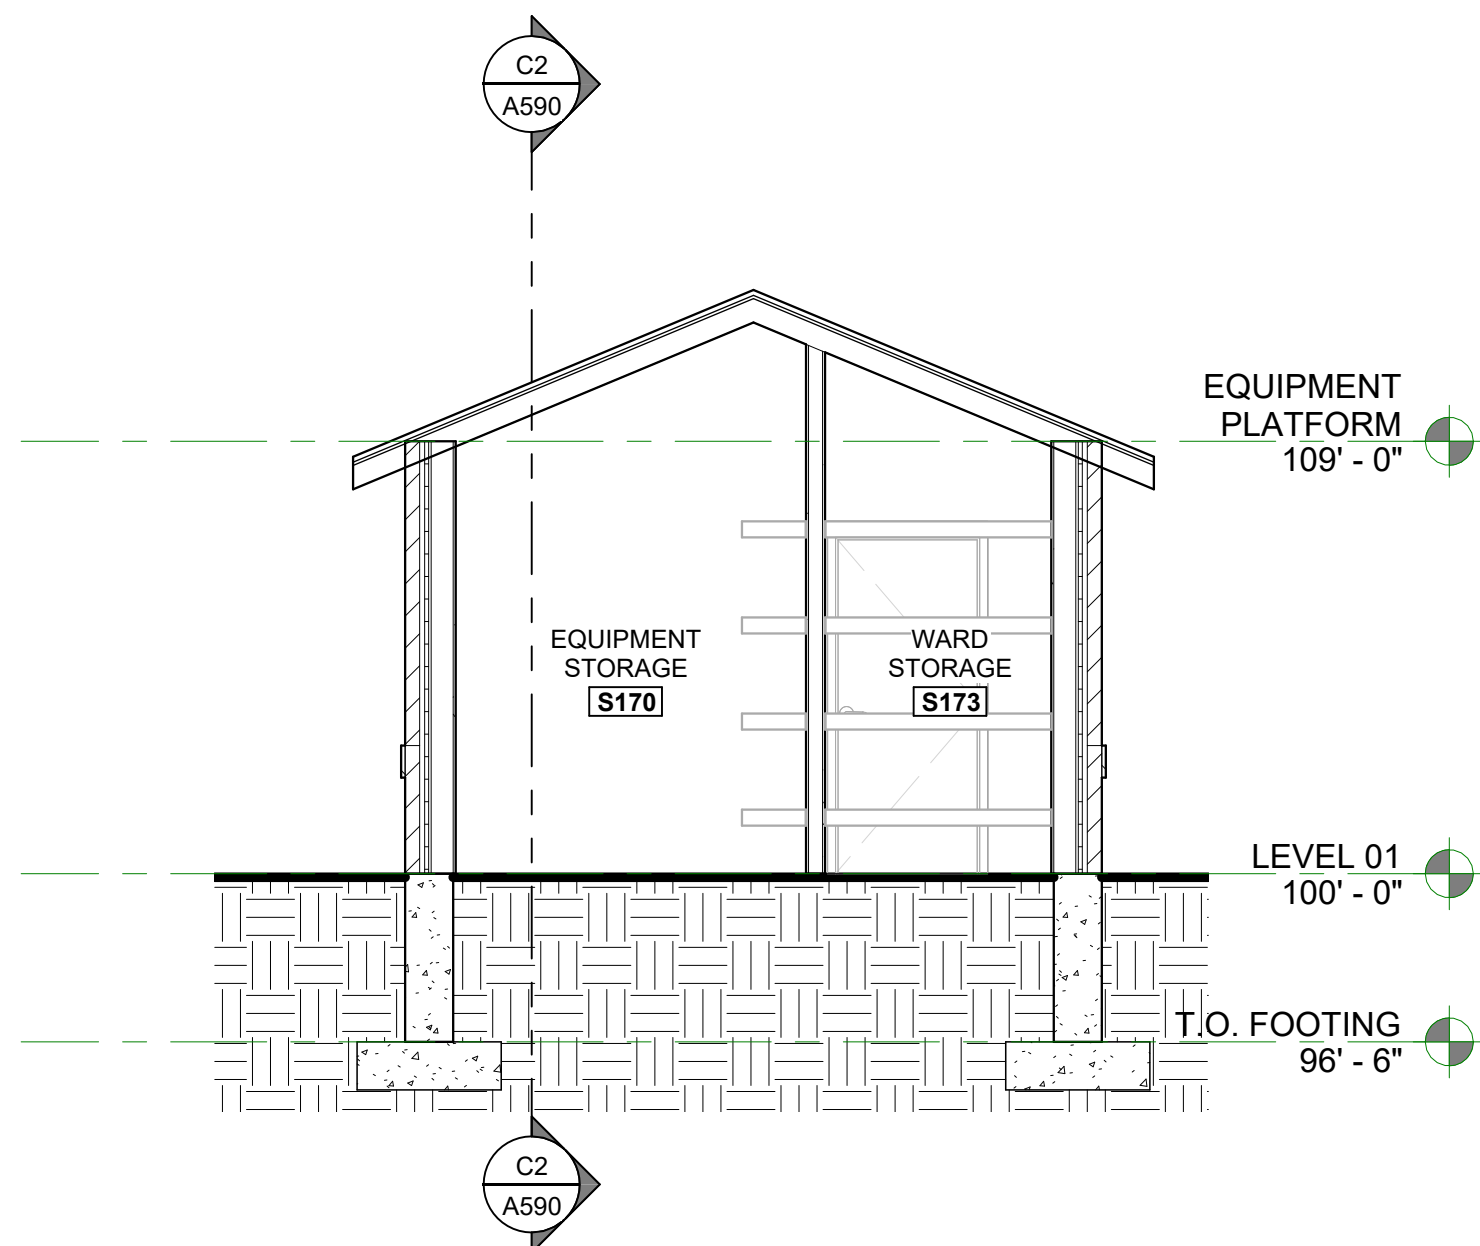 C2
A590
EQUIPMENT
PLATFORM
109' - 0"
EQUIPMENT
STORAGE
S170
WARD
STORAGE
S173
LEVEL 01
100' - 0"
T.O. FOOTING
96' - 6"
C2
A590